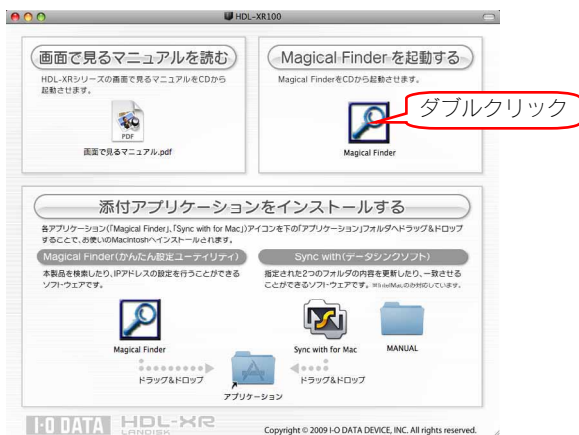 HDL-XR100
画面で見るマニュアルを読む
HDL-XRシリーズの画面で見るマニュアルをCDから
起動させます。
PDF
画面で見るマニュアル.pdf
Magical Finder を起動する
Magical FinderをCDから起動させます。
ダブルクリック
Magical Finder
添付アプリケーションをインストールする
各アプリケーション(「Magical Finder」、「Sync with for Mac」)アイコンを下の「アプリケーション」フォルダへドラッグ&ドロップ
することで、お使いのMacintoshへインストールされます。
Magical Finder(かんたん設定ユーティリティ)
本製品を検索したり、IPアドレスの設定を行うことができる
ソフトウェアです。
Magical Finder
ドラッグ&ドロップ
Sync with(データシンクソフト)
指定された2つのフォルダの内容を更新したり、一致させる
ことができるソフトウェアです。※IntelMacのみ対応しています。
Sync with for Mac
MANUAL
ドラッグ&ドロップ
アプリケーション
I-O DATA
HDL-XR
LANDISK
Copyright © 2009 I-O DATA DEVICE, INC. All rights reserved.